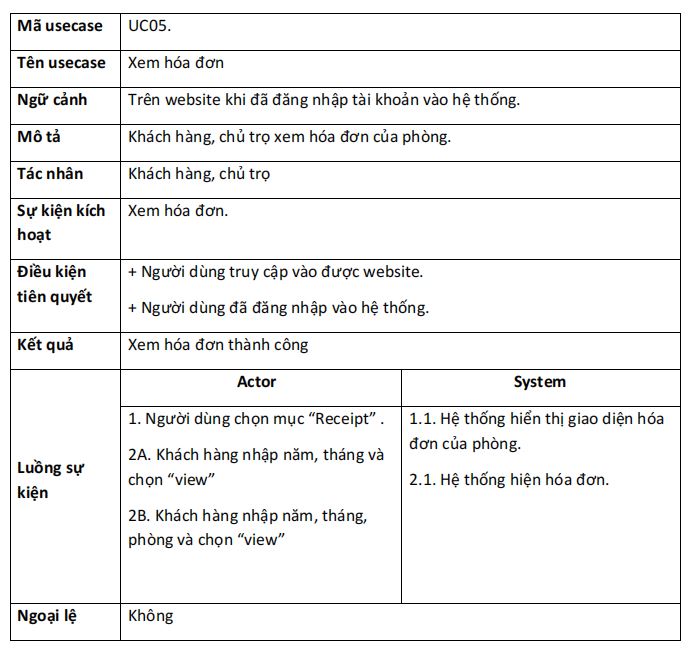 Mã usecase
UC05.
Tên usecase
Xem hóa đơn
Ngữ cảnh
Trên website khi đã đăng nhập tài khoản vào hệ thống.
Mô tả
Khách hàng, chủ trọ xem hóa đơn của phòng.
Tác nhân
Khách hàng, chủ trọ
Sự kiện kích
hoạt
Xem hóa đơn.
Điều kiện
tiên quyết
+ Người dùng truy cập vào được website.
+ Người dùng đã đăng nhập vào hệ thống.
Kết quả
Xem hóa đơn thành công
Luồng sự
kiện
Actor
1. Người dùng chọn mục “Receipt” .
2A. Khách hàng nhập năm, tháng và
chọn “view”
2B. Khách hàng nhập năm, tháng,
phòng và chọn “view”
System
1.1. Hệ thống hiển thị giao diện hóa
đơn của phòng.
2.1. Hệ thống hiện hóa đơn.
Ngoại lệ
Không